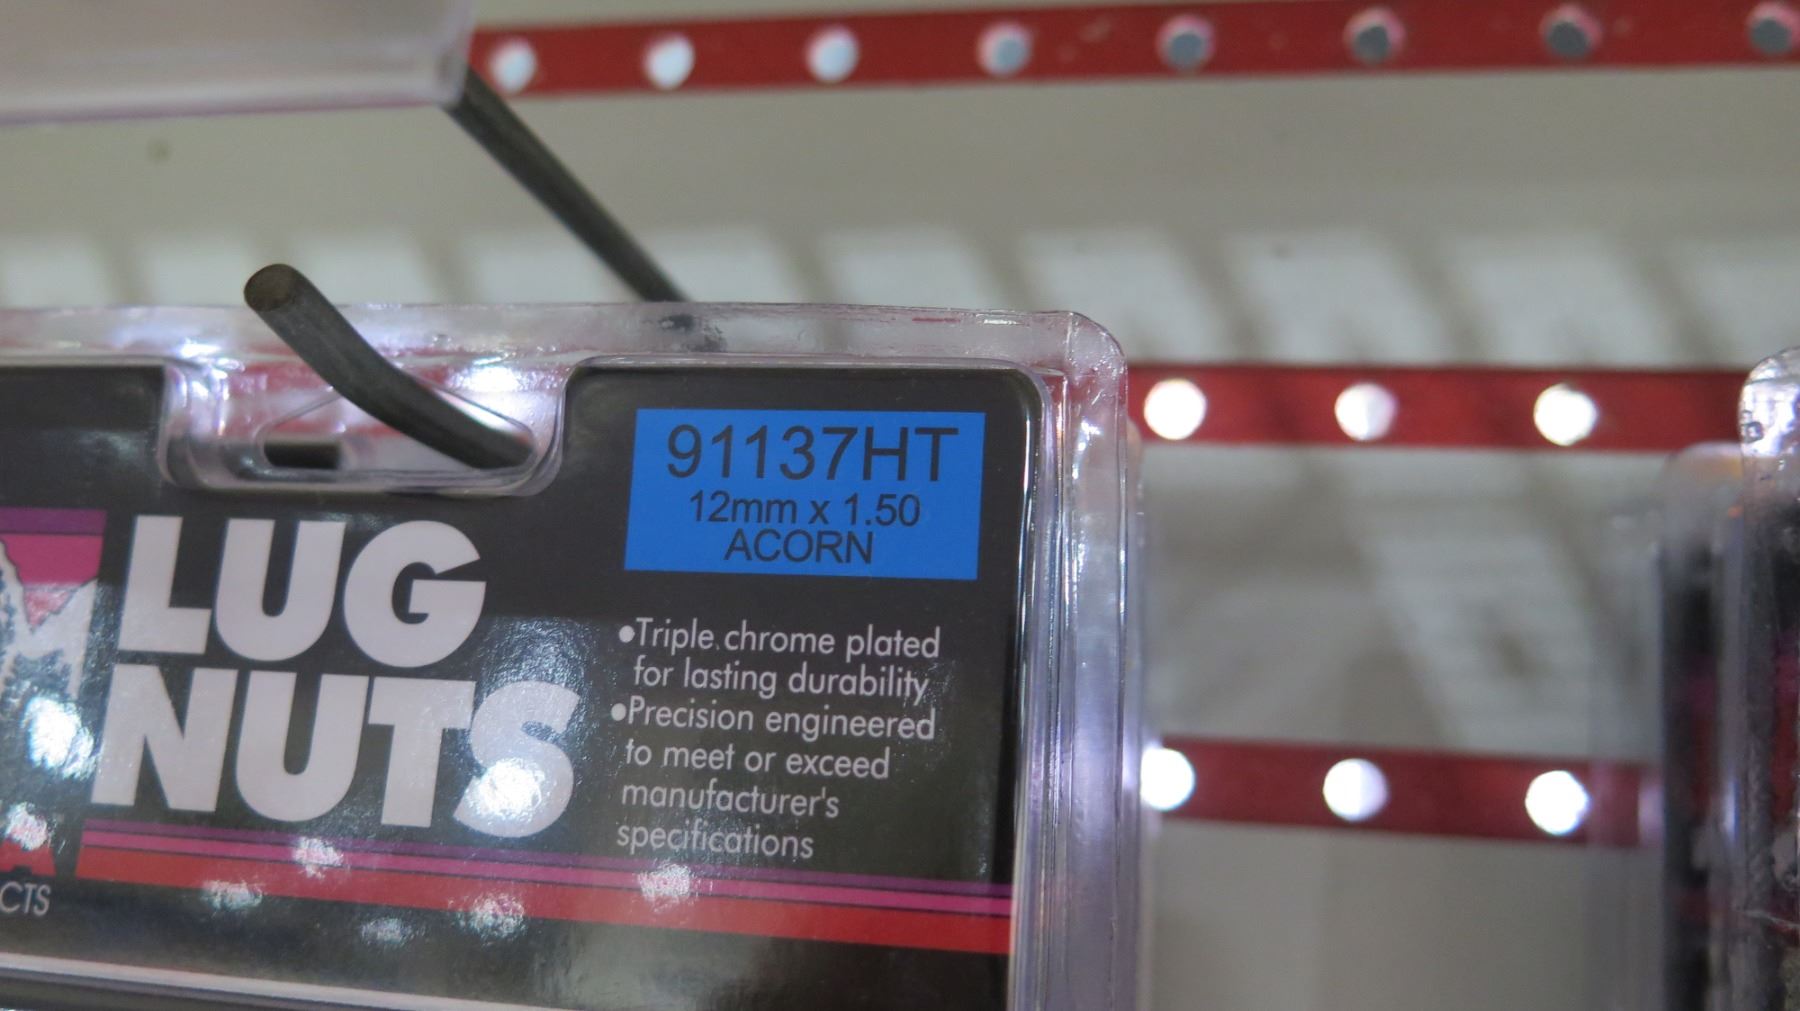 91137HT
12mm x 1.50
ACORN
LUG
NUTS
•Triple chrome plated
for lasting durability
•Precision engineered
to meet or exceed
manufacturer's
specifications
CTS